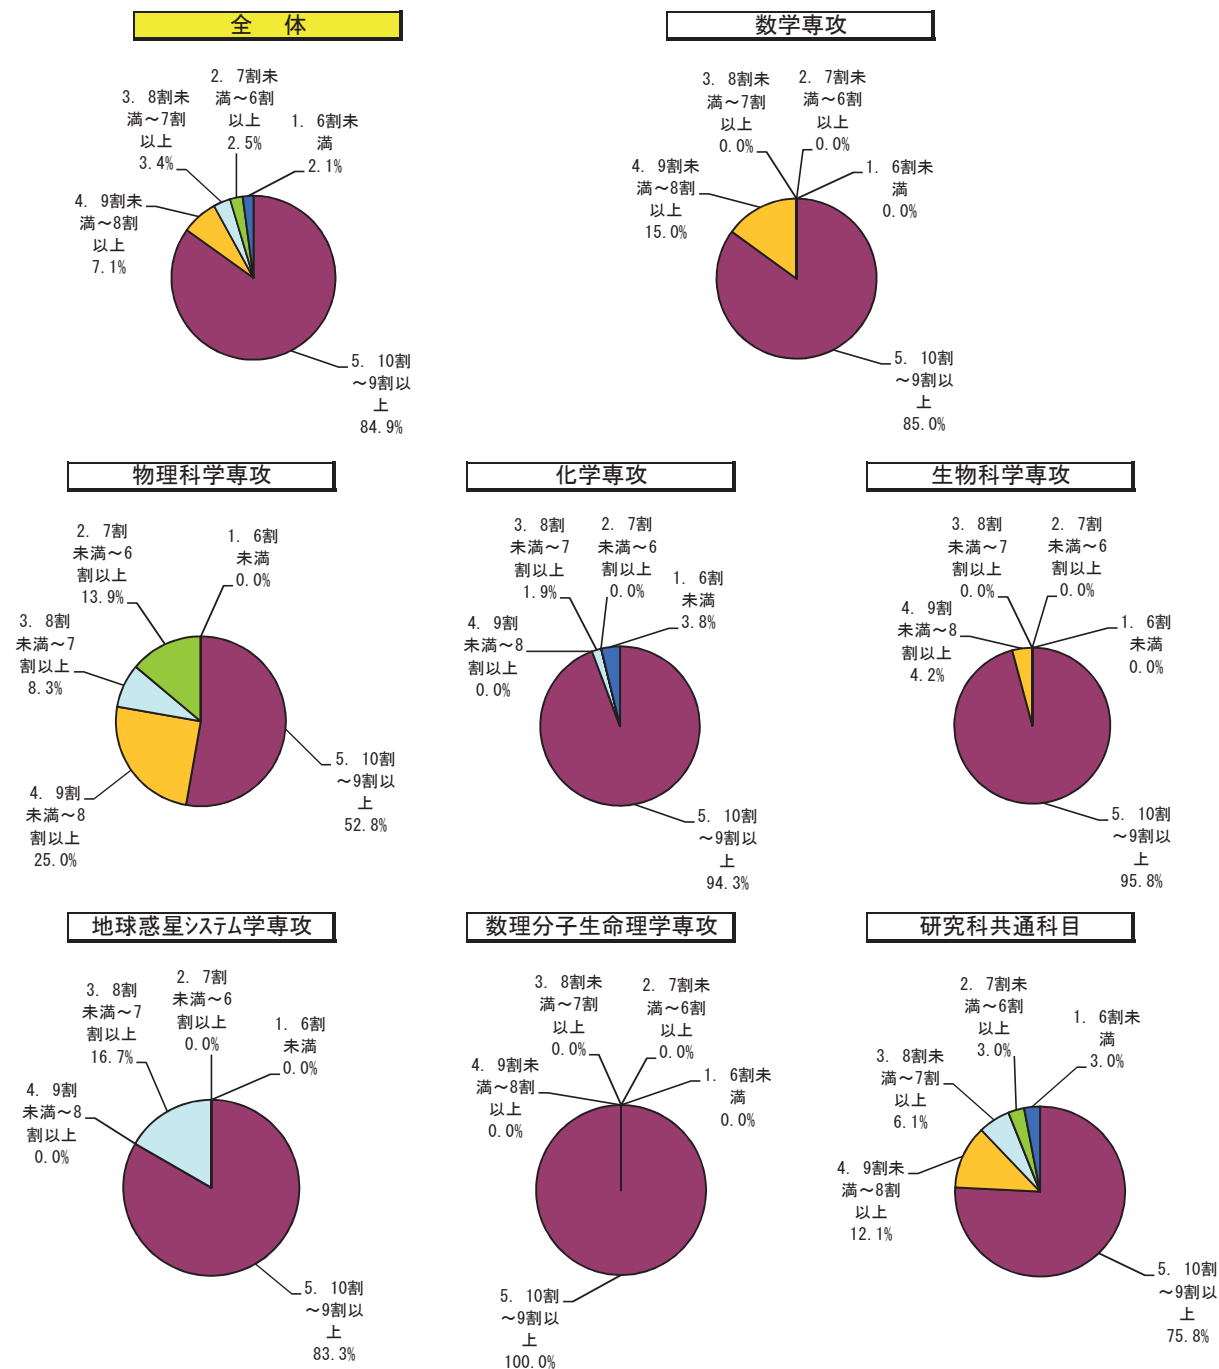 全 体
2. 7割未
満～6割
以上
2.5%
3. 8割未
満～7割
以上
3.4%
1. 6割未
満
2.1%
4. 9割未
満～8割
以上
7.1%
5. 10割
～9割以
上
84.9%
数学専攻
3. 8割未
満～7割
以上
0.0%
2. 7割未
満～6割
以上
0.0%
4. 9割未
満～8割
以上
15.0%
1. 6割未
満
0.0%
5. 10割
～9割以
上
85.0%
物理科学専攻
2. 7割
未満～6
割以上
13.9%
1. 6割
未満
0.0%
3. 8割
未満～7
割以上
8.3%
4. 9割
未満～8
割以上
25.0%
5. 10割
～9割以
上
52.8%
化学専攻
3. 8割
未満～7
割以上
1.9%
2. 7割
未満～6
割以上
0.0%
1. 6割
未満
3.8%
4. 9割
未満～8
割以上
0.0%
5. 10割
～9割以
上
94.3%
生物科学専攻
3. 8割
未満～7
割以上
0.0%
2. 7割
未満～6
割以上
0.0%
4. 9割
未満～8
割以上
4.2%
1. 6割
未満
0.0%
5. 10割
～9割以
上
95.8%
地球惑星システム学専攻
2. 7割
未満～6
割以上
0.0%
3. 8割
未満～7
割以上
16.7%
1. 6割
未満
0.0%
4. 9割
未満～8
割以上
0.0%
5. 10割
～9割以
上
83.3%
数理分子生命理学専攻
3. 8割未
満～7割
以上
0.0%
2. 7割未
満～6割
以上
0.0%
4. 9割未
満～8割
以上
0.0%
1. 6割未
満
0.0%
5. 10割
～9割以
上
100.0%
研究科共通科目
2. 7割未
満～6割
以上
3.0%
1. 6割未
満
3.0%
3. 8割未
満～7割
以上
6.1%
4. 9割未
満～8割
以上
12.1%
5. 10割
～9割以
上
75.8%